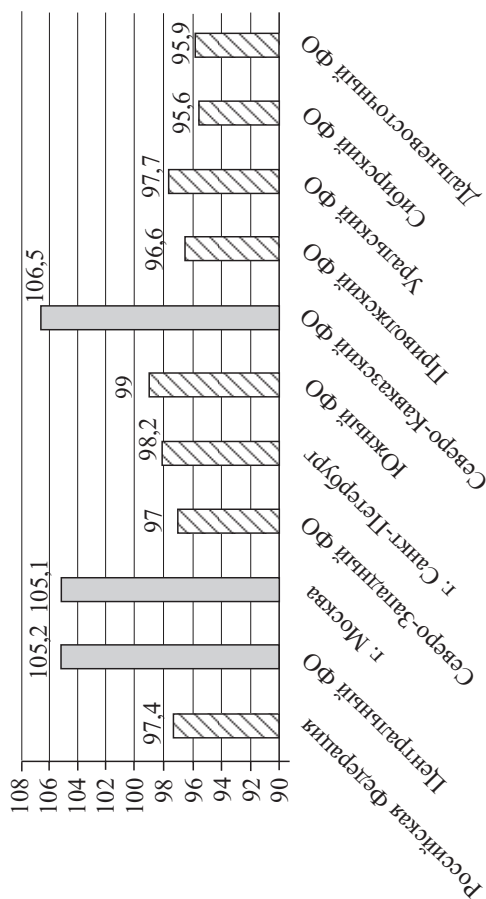 108
106
104
102
100
98
96
94
92
90
97,4
105,2
105,1
97
98,2
99
106,5
96,6
97,7
95,6
95,9
Российская Федерация
Центральный ФО
г. Москва
Северо-Западный ФО
г. Санкт-Петербург
Южный ФО
Северо-Кавказский ФО
Приволжский ФО
Уральский ФО
Сибирский ФО
Дальневосточный ФО